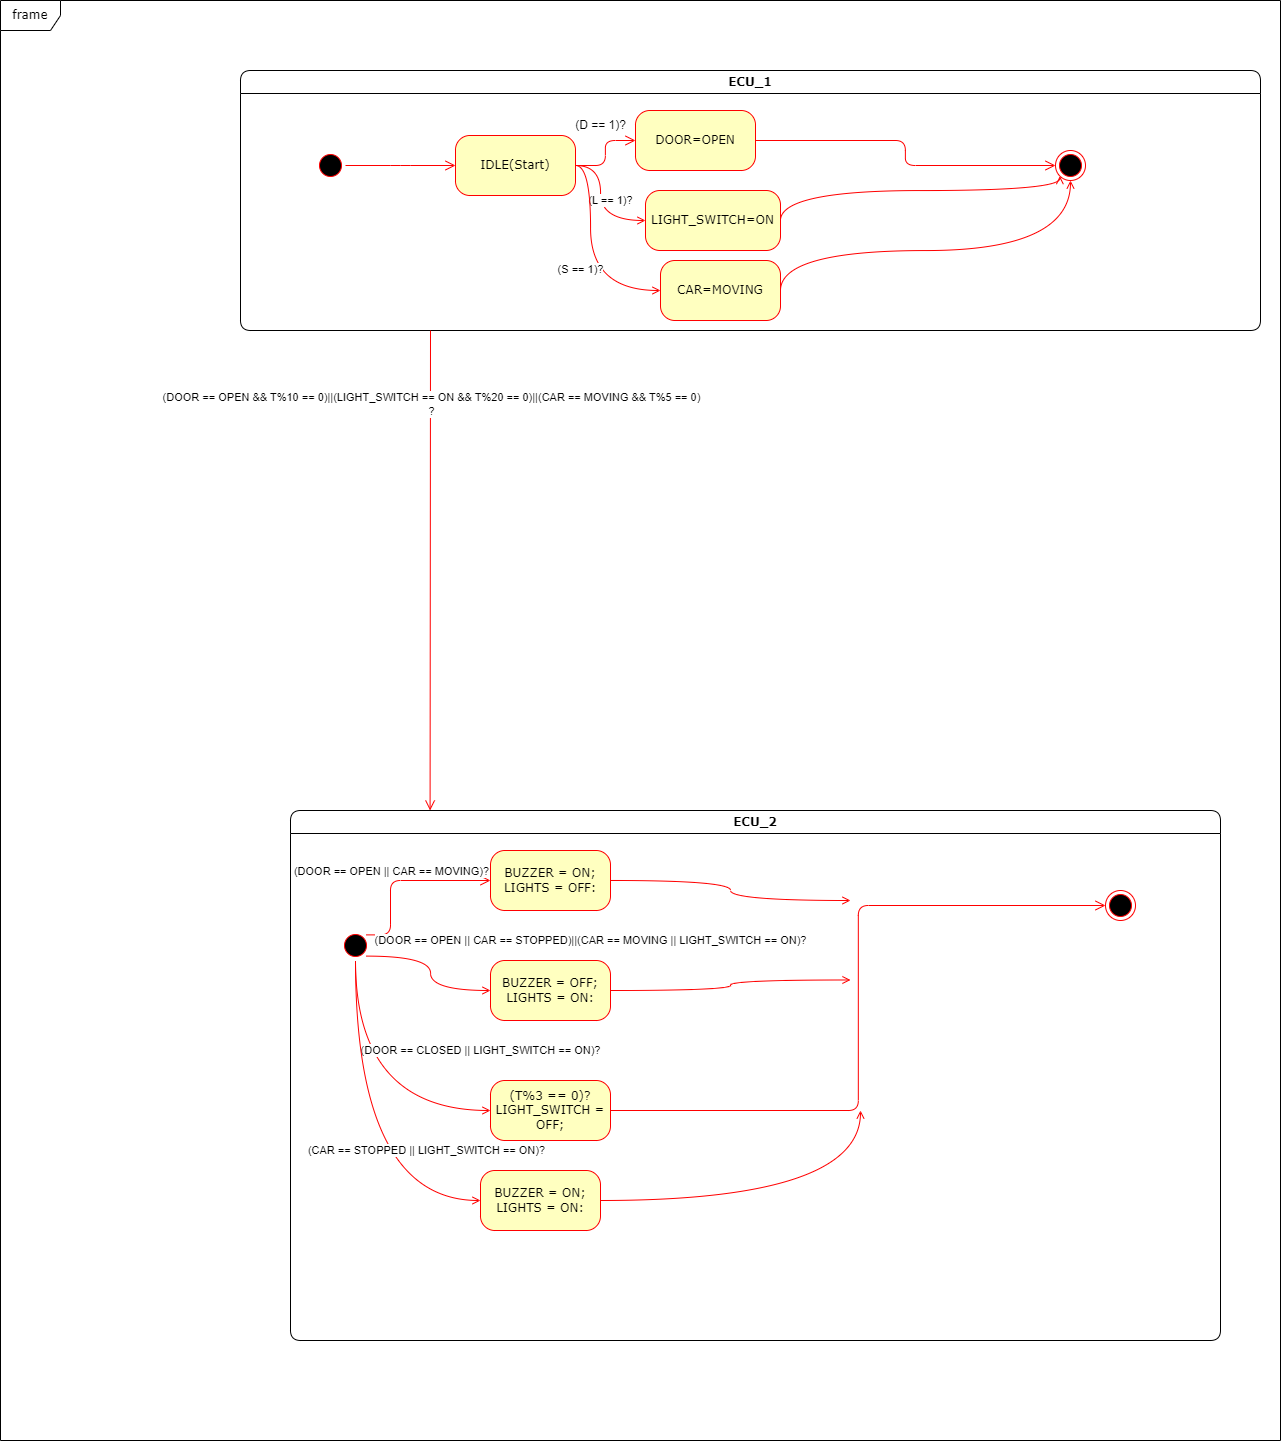 frame
ECU_1
(D == 1)?
DOOR=OPEN
IDLE(Start)
(L == 1)?
LIGHT_SWITCH=ON
(S == 1)?
CAR=MOVING
(DOOR == OPEN && T%10 == 0)||(LIGHT_SWITCH == ON && T%20 == 0)||(CAR == MOVING && T%5 == 0)
?
ECU_2
(DOOR == OPEN || CAR == MOVING)?
BUZZER = ON;
LIGHTS = OFF:
(DOOR == OPEN || CAR == STOPPED)||(CAR == MOVING || LIGHT_SWITCH == ON)?
BUZZER = OFF;
LIGHTS = ON:
(DOOR == CLOSED || LIGHT_SWITCH == ON)?
(T%3 == 0)?
LIGHT_SWITCH =
OFF;
(CAR == STOPPED || LIGHT_SWITCH == ON)?
BUZZER = ON;
LIGHTS = ON: